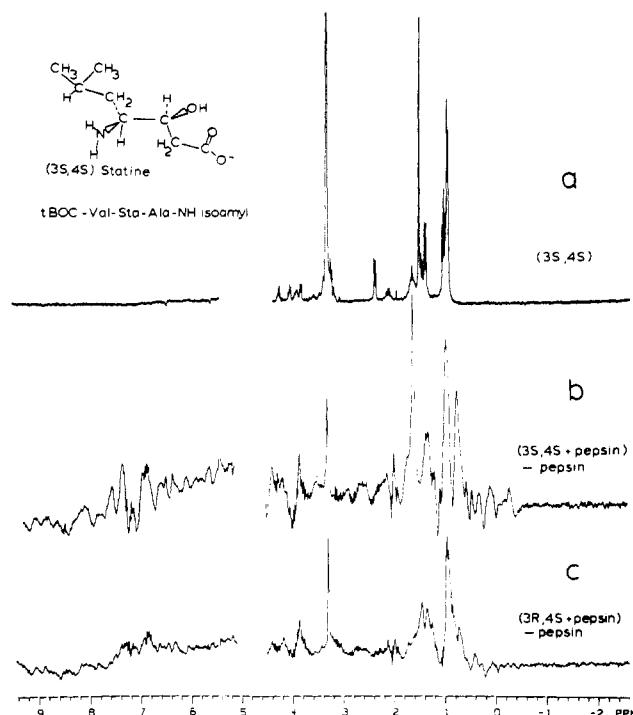 CH3 CH3
H C CH2 H OH
H N C C O
H H H2C C O-
(3S,4S) Statine
tBOC-Val-Sta-Ala-NH isoamyl
a
(3S,4S)
b
(3S,4S + pepsin)
- pepsin
c
(3R,4S + pepsin)
- pepsin
9 8 7 6 5 4 3 2 1 0 -1 -2 PPM